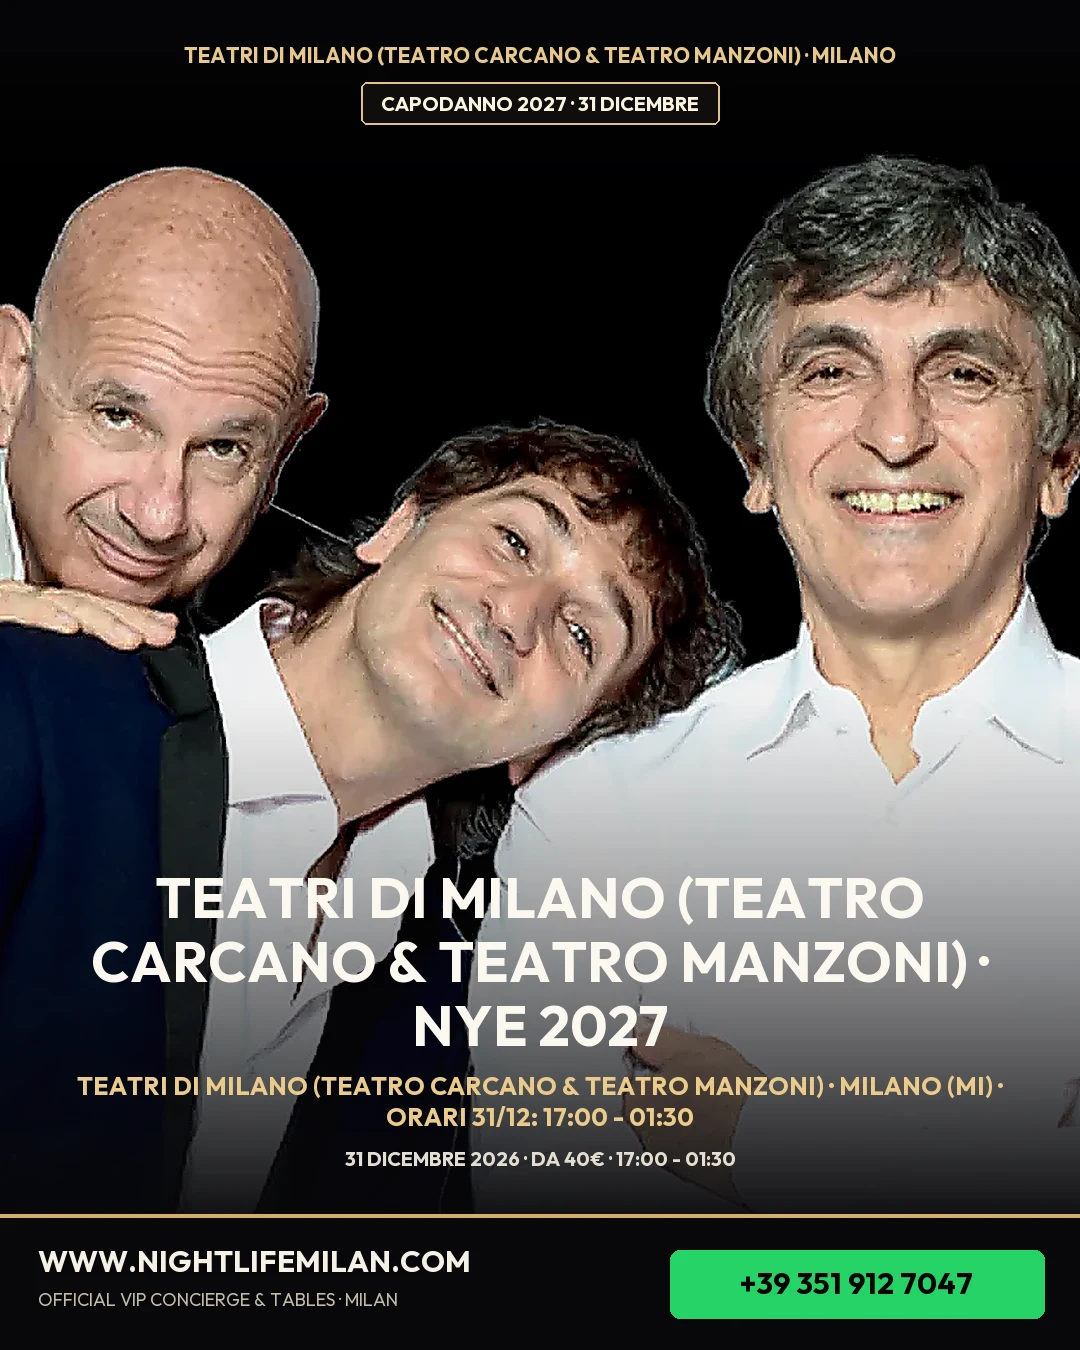 TEATRI DI MILANO (TEATRO CARCANO & TEATRO MANZONI) · MILANO
CAPODANNO 2027 · 31 DICEMBRE
TEATRI DI MILANO (TEATRO
CARCANO & TEATRO MANZONI) ·
NYE 2027
TEATRI DI MILANO (TEATRO CARCANO & TEATRO MANZONI) · MILANO (MI) ·
ORARI 31/12: 17:00 - 01:30
31 DICEMBRE 2026 · DA 40€ · 17:00 - 01:30
WWW.NIGHTLIFEMILAN.COM
+39 351 912 7047
OFFICIAL VIP CONCIERGE & TABLES · MILAN